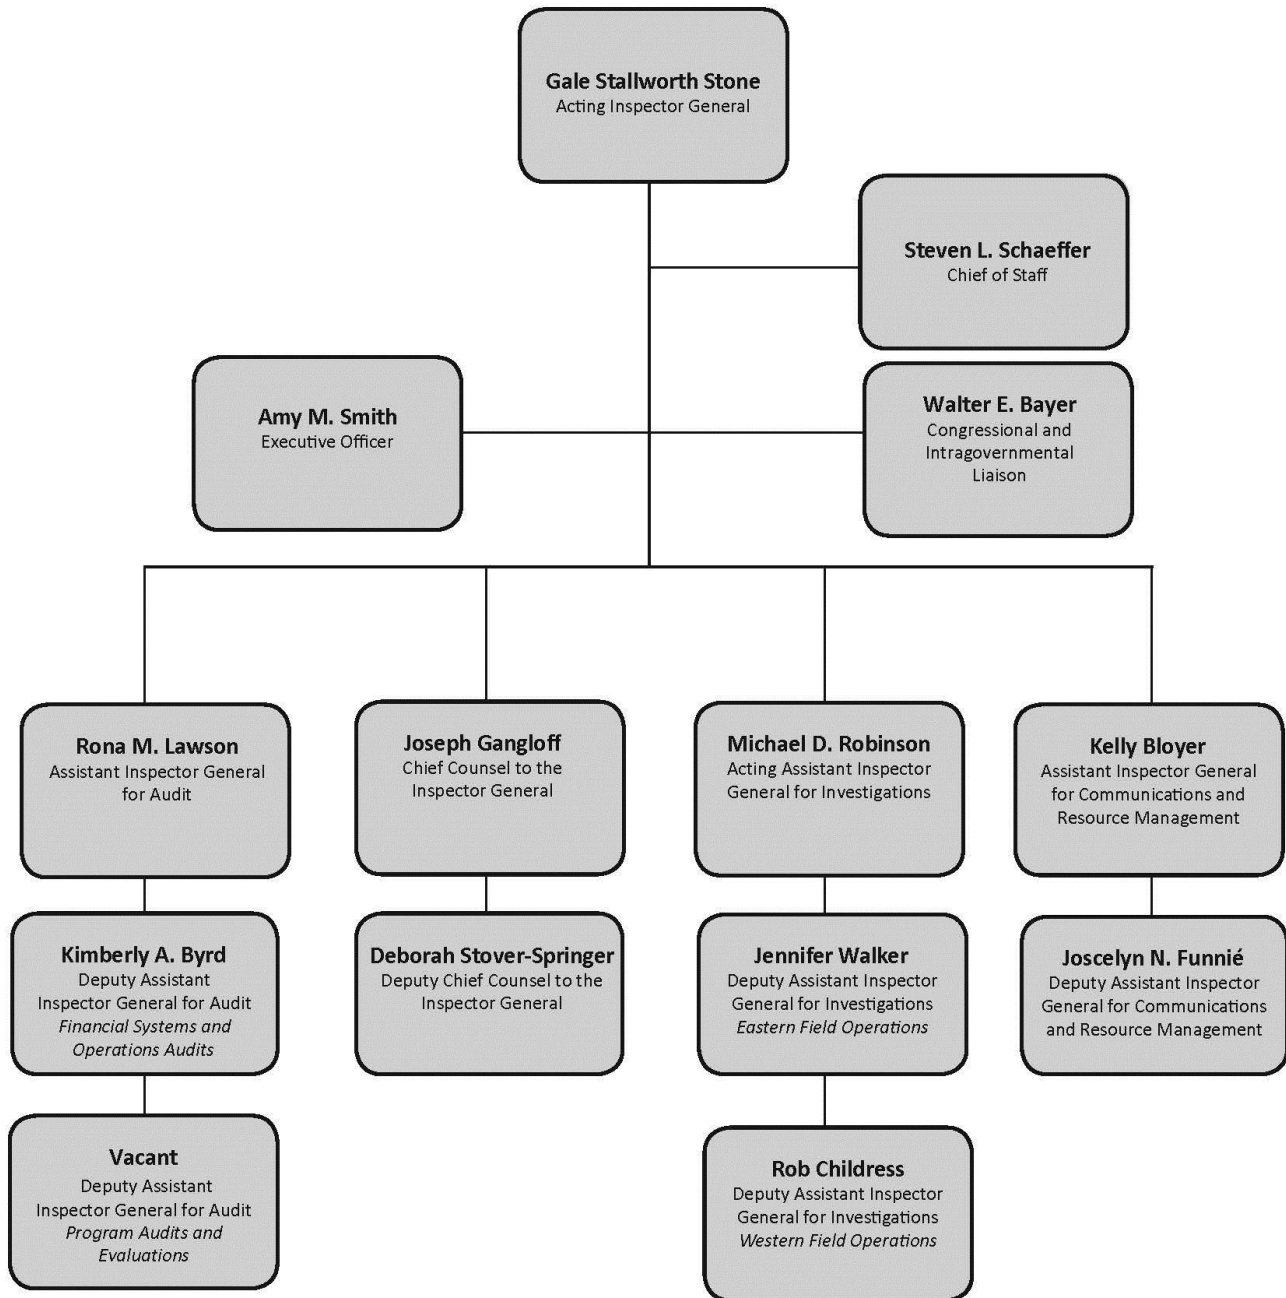 Gale Stallworth Stone
Acting Inspector General
Steven L. Schaeffer
Chief of Staff
Amy M. Smith
Executive Officer
Walter E. Bayer
Congressional and
Intragovernmental
Liaison
Rona M. Lawson
Assistant Inspector General
for Audit
Joseph Gangloff
Chief Counsel to the
Inspector General
Michael D. Robinson
Acting Assistant Inspector
General for Investigations
Kelly Bloyer
Assistant Inspector General
for Communications and
Resource Management
Kimberly A. Byrd
Deputy Assistant
Inspector General for Audit
Financial Systems and
Operations Audits
Deborah Stover-Springer
Deputy Chief Counsel to the
Inspector General
Jennifer Walker
Deputy Assistant Inspector
General for Investigations
Eastern Field Operations
Joscelyn N. Funnié
Deputy Assistant Inspector
General for Communications
and Resource Management
Vacant
Deputy Assistant
Inspector General for Audit
Program Audits and
Evaluations
Rob Childress
Deputy Assistant Inspector
General for Investigations
Western Field Operations